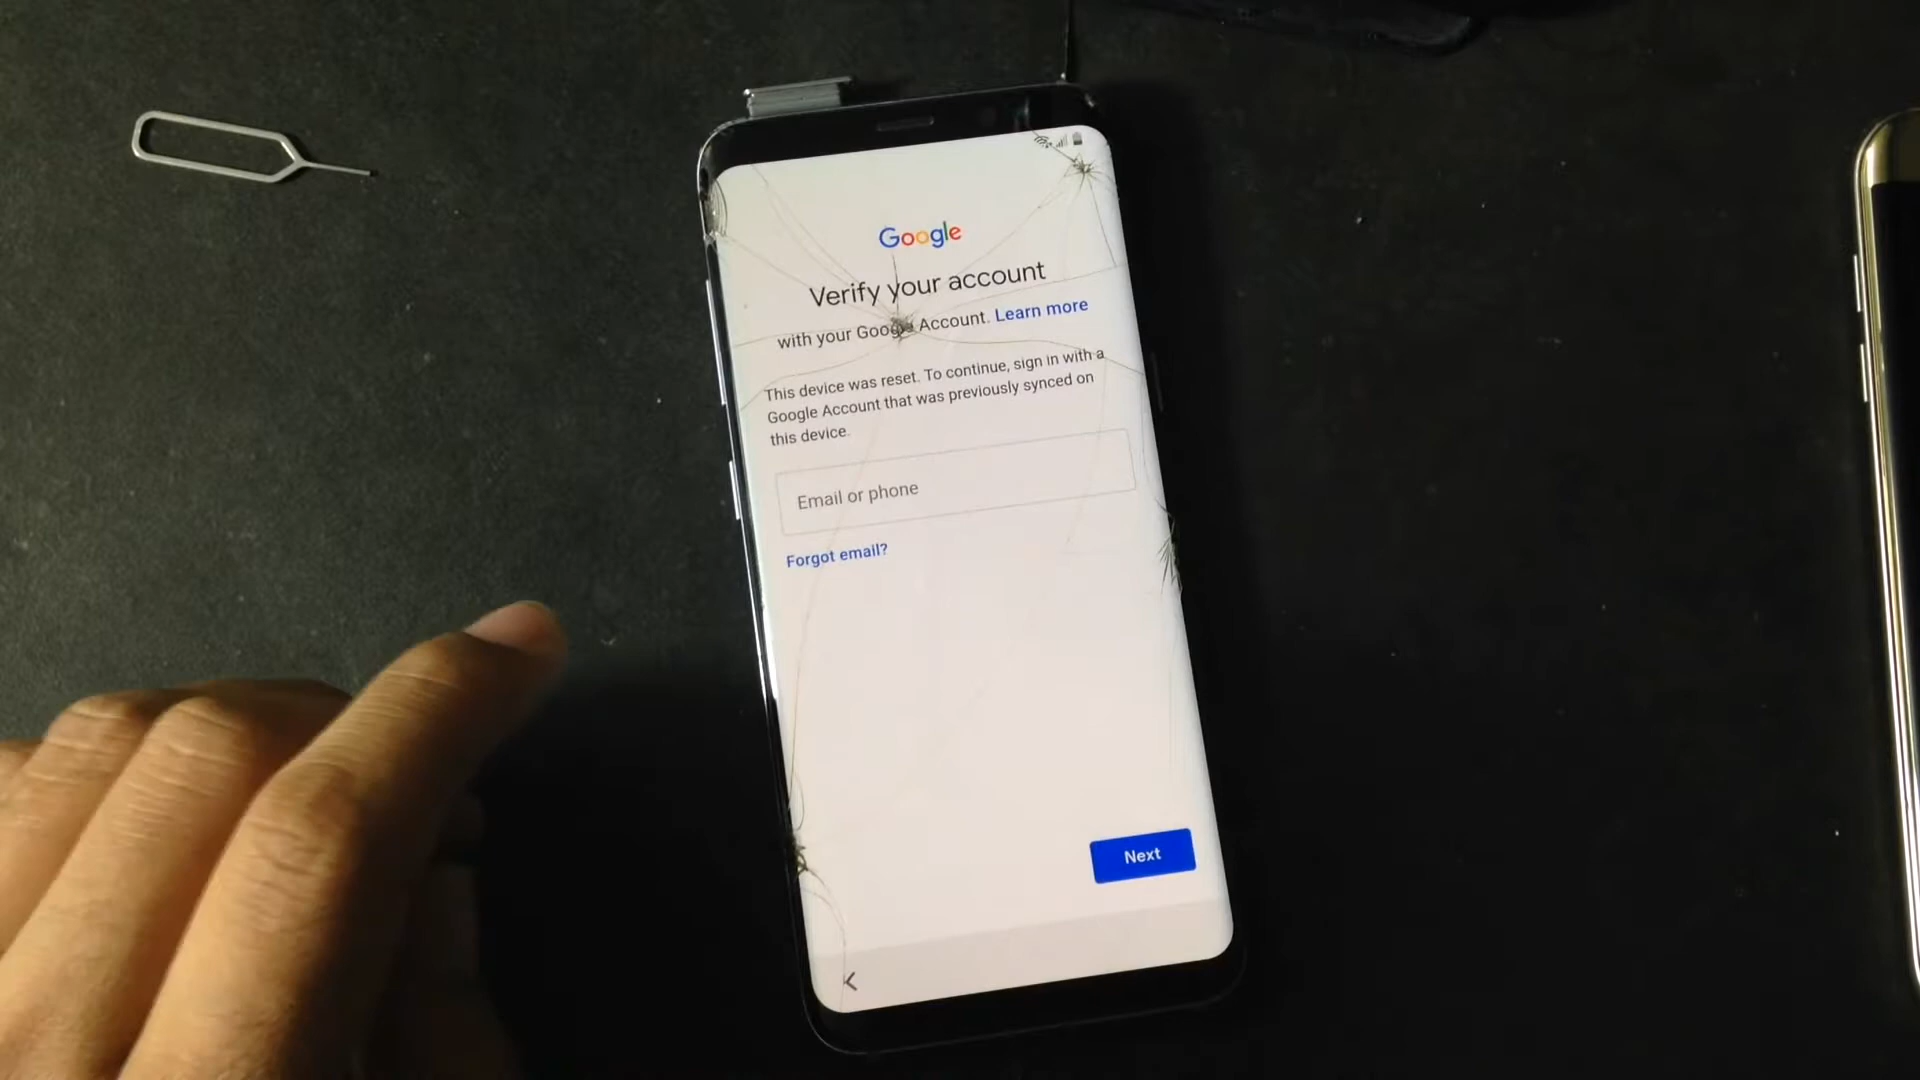 Google
Verify your account
with your Google Account. Learn more
This device was reset. To continue, sign in with a
Google Account that was previously synced on
this device.
Email or phone
Forgot email?
Next